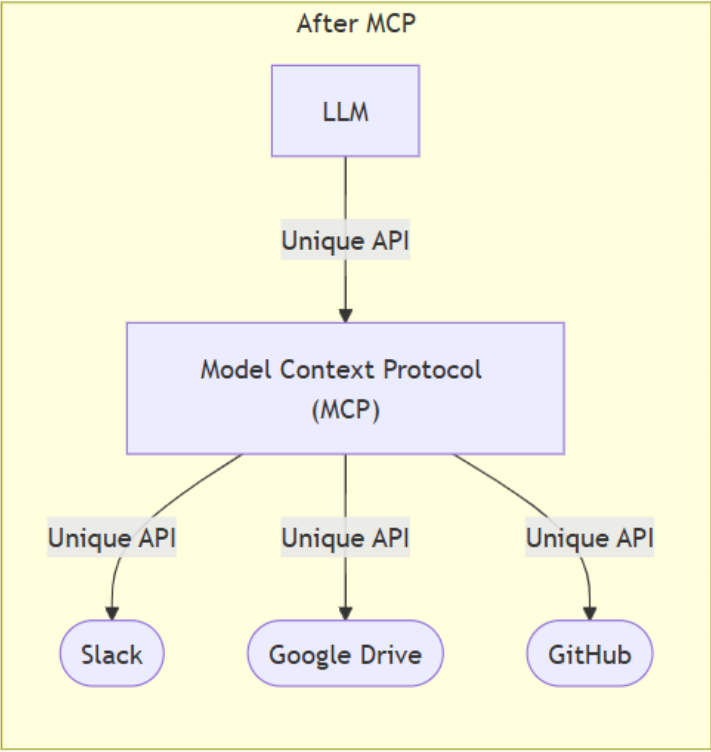 After MCP
LLM
Unique API
Model Context Protocol
(MCP)
Unique API
Unique API
Unique API
Slack
Google Drive
GitHub